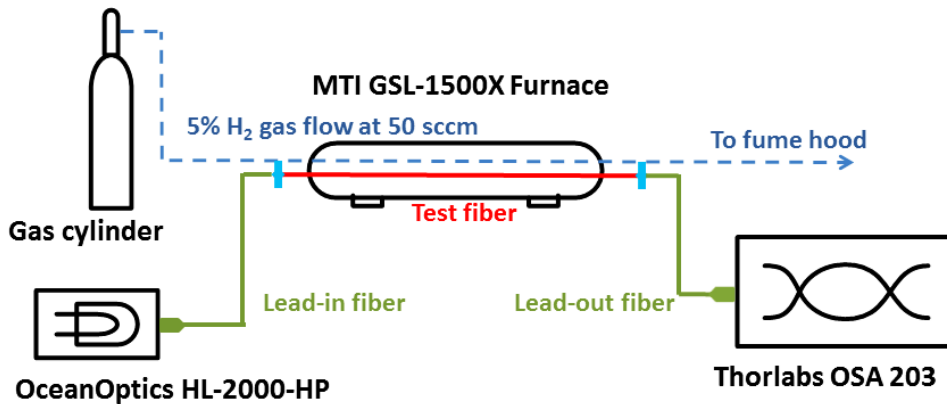 MTI GSL-1500X Furnace
5% H₂ gas flow at 50 sccm
To fume hood
Test fiber
Gas cylinder
Lead-in fiber
Lead-out fiber
OceanOptics HL-2000-HP
Thorlabs OSA 203